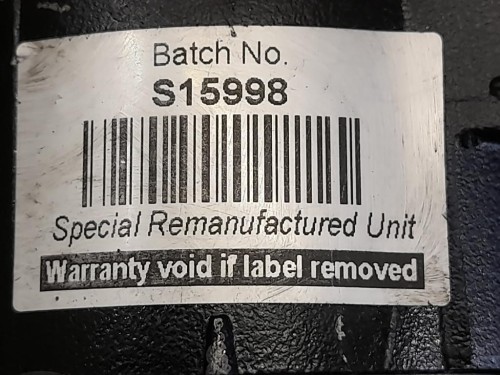 Batch No.
S15998
Special Remanufactured Unit
Warranty void if label removed